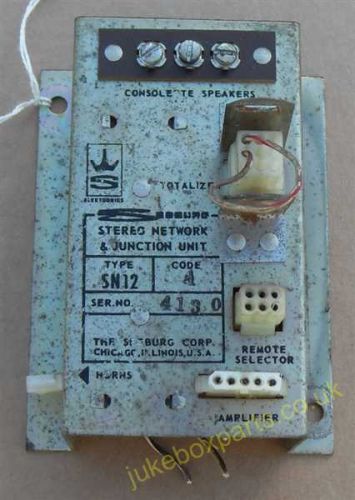 CONSOLETTE SPEAKERS
S
ELEKTRONICS
TOTALIZER
SEEBURG
STEREO NETWORK
& JUNCTION UNIT
TYPE CODE
SN12 A
SER. NO. 4130
THE SEEBURG CORP.
CHICAGO, ILLINOIS, U.S.A.
REMOTE
SELECTOR
HORNS
AMPLIFIER
jukeboxparts.co.uk